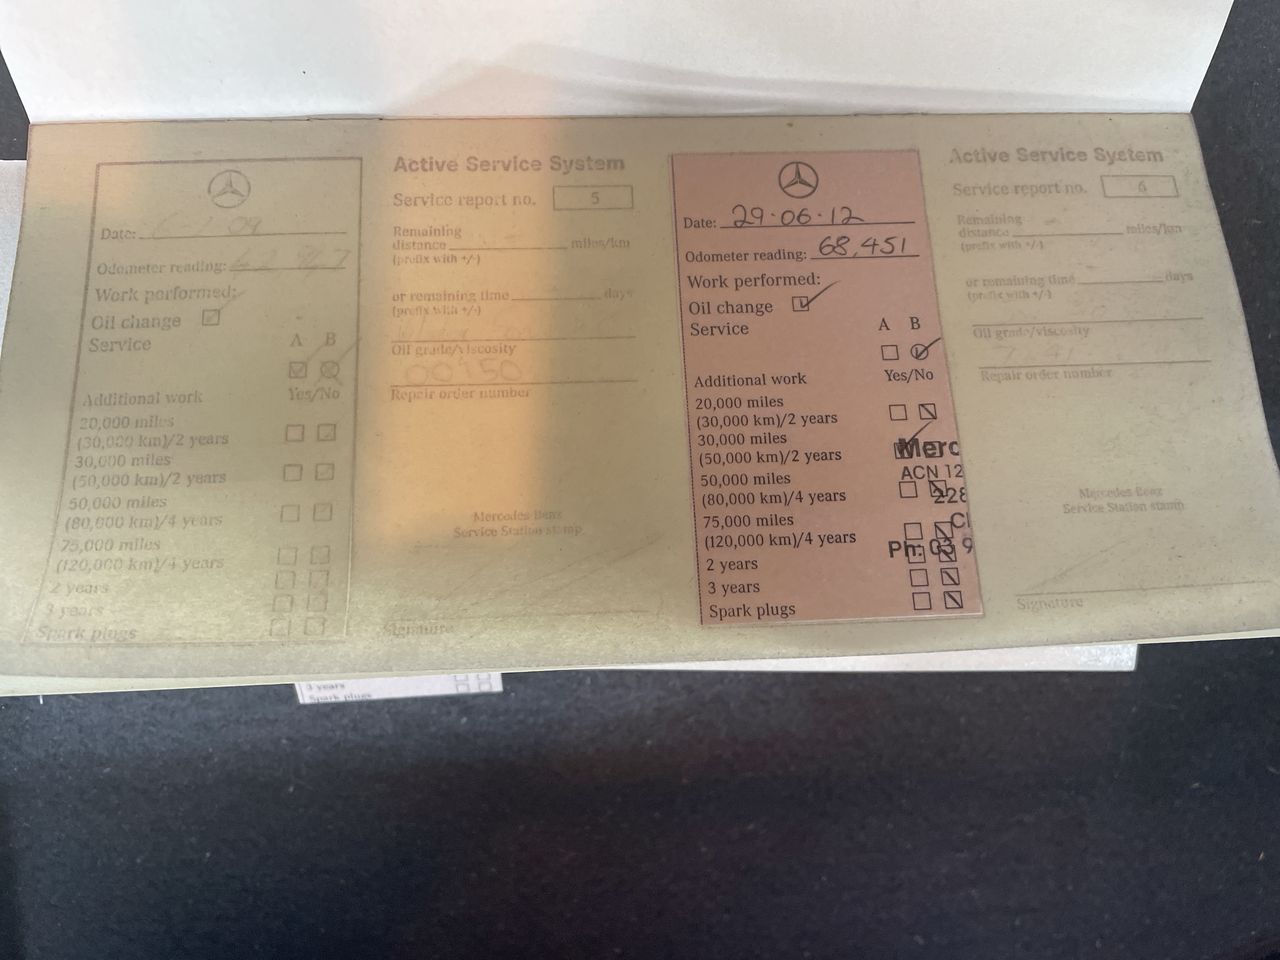 Date:
Odometer reading:
Work performed:
Oil change
Service
A B
Additional work Yes/No
20,000 miles
(30,000 km)/2 years
30,000 miles
(50,000 km)/2 years
50,000 miles
(80,000 km)/4 years
75,000 miles
(120,000 km)/4 years
2 years
3 years
Spark plugs
Active Service System
Service report no. 5
Remaining
distance miles/km
(prefix with +/-)
or remaining time days
(prefix with +/-)
Oil grade/viscosity
00750
Repair order number
Mercedes-Benz
Service Station stamp
Signature
Date: 29·06·12
Odometer reading: 68,451
Work performed:
Oil change
Service
A B
Additional work Yes/No
20,000 miles
(30,000 km)/2 years
30,000 miles
(50,000 km)/2 years
50,000 miles
(80,000 km)/4 years
75,000 miles
(120,000 km)/4 years
2 years
3 years
Spark plugs
Merc
ACN 12
228
Cl
Ph: 03 9
Active Service System
Service report no. 6
Remaining
distance miles/km
(prefix with +/-)
or remaining time days
(prefix with +/-)
Oil grade/viscosity
Repair order number
Mercedes-Benz
Service Station stamp
Signature
3 years
Spark plugs